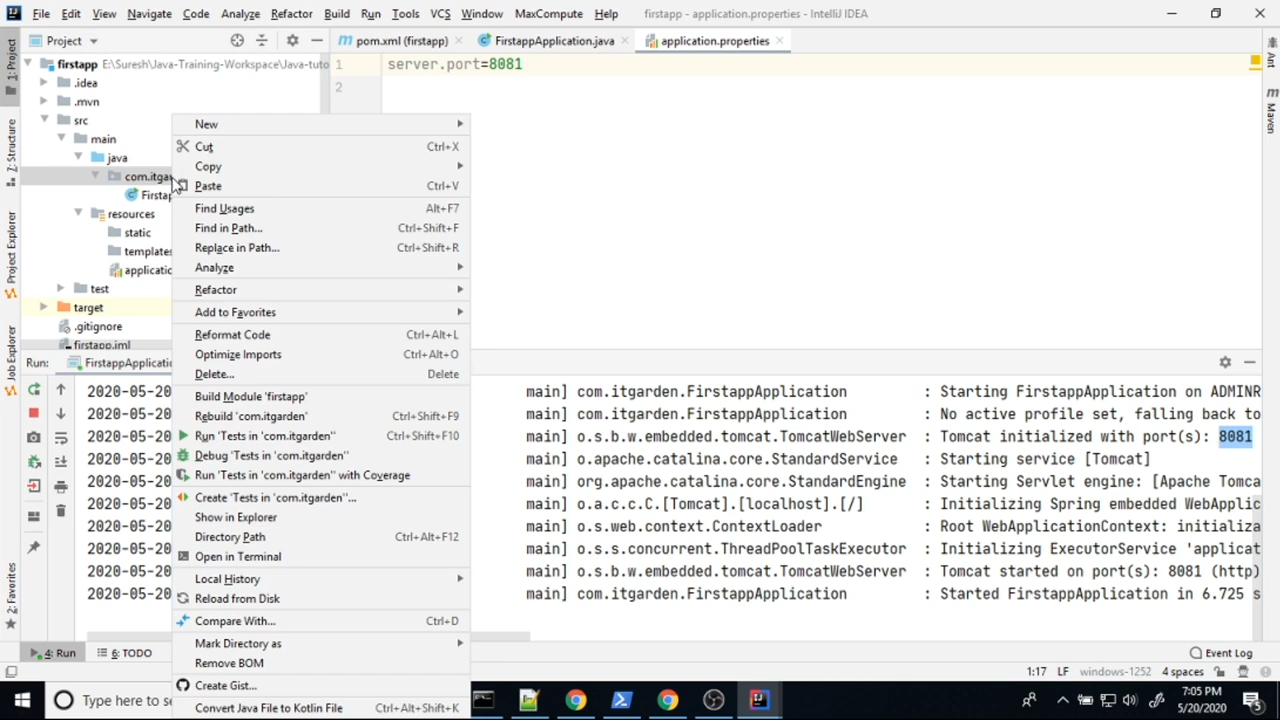 File Edit View Navigate Code Analyze Refactor Build Run Tools VCS Window MaxCompute Help firstapp - application.properties - IntelliJ IDEA
Project
pom.xml (firstapp) FirstappApplication.java application.properties
firstapp E:\Suresh\Java-Training-Workspace\Java-tuto
.idea
.mvn
src
main
java
com.itgar
Firstap
resources
static
templates
applicatio
test
target
.gitignore
firstapp.iml
1: Project
Z: Structure
Project Explorer
Job Explorer
2: Favorites
1 server.port=8081
2
Ant
Maven
New
Cut Ctrl+X
Copy
Paste Ctrl+V
Find Usages Alt+F7
Find in Path... Ctrl+Shift+F
Replace in Path... Ctrl+Shift+R
Analyze
Refactor
Add to Favorites
Reformat Code Ctrl+Alt+L
Optimize Imports Ctrl+Alt+O
Delete... Delete
Build Module 'firstapp'
Rebuild 'com.itgarden' Ctrl+Shift+F9
Run 'Tests in 'com.itgarden'' Ctrl+Shift+F10
Debug 'Tests in 'com.itgarden''
Run 'Tests in 'com.itgarden'' with Coverage
Create 'Tests in 'com.itgarden''...
Show in Explorer
Directory Path Ctrl+Alt+F12
Open in Terminal
Local History
Reload from Disk
Compare With... Ctrl+D
Mark Directory as
Remove BOM
Create Gist...
Convert Java File to Kotlin File Ctrl+Alt+Shift+K
Run: FirstappApplicati
2020-05-20 main] com.itgarden.FirstappApplication : Starting FirstappApplication on ADMINR
2020-05-20 main] com.itgarden.FirstappApplication : No active profile set, falling back to
2020-05-20 main] o.s.b.w.embedded.tomcat.TomcatWebServer : Tomcat initialized with port(s): 8081
2020-05-20 main] o.apache.catalina.core.StandardService : Starting service [Tomcat]
2020-05-20 main] org.apache.catalina.core.StandardEngine : Starting Servlet engine: [Apache Tomca
2020-05-20 main] o.a.c.c.C.[Tomcat].[localhost].[/] : Initializing Spring embedded WebApplic
2020-05-20 main] o.s.web.context.ContextLoader : Root WebApplicationContext: initializa
2020-05-20 main] o.s.s.concurrent.ThreadPoolTaskExecutor : Initializing ExecutorService 'applicat
2020-05-20 main] o.s.b.w.embedded.tomcat.TomcatWebServer : Tomcat started on port(s): 8081 (http)
2020-05-20 main] com.itgarden.FirstappApplication : Started FirstappApplication in 6.725 s
4: Run 6: TODO Event Log
1:17 LF windows-1252 4 spaces
Type here to se
7:05 PM
5/20/2020
5